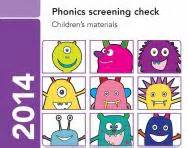 Phonics screening check
Children's materials
2014